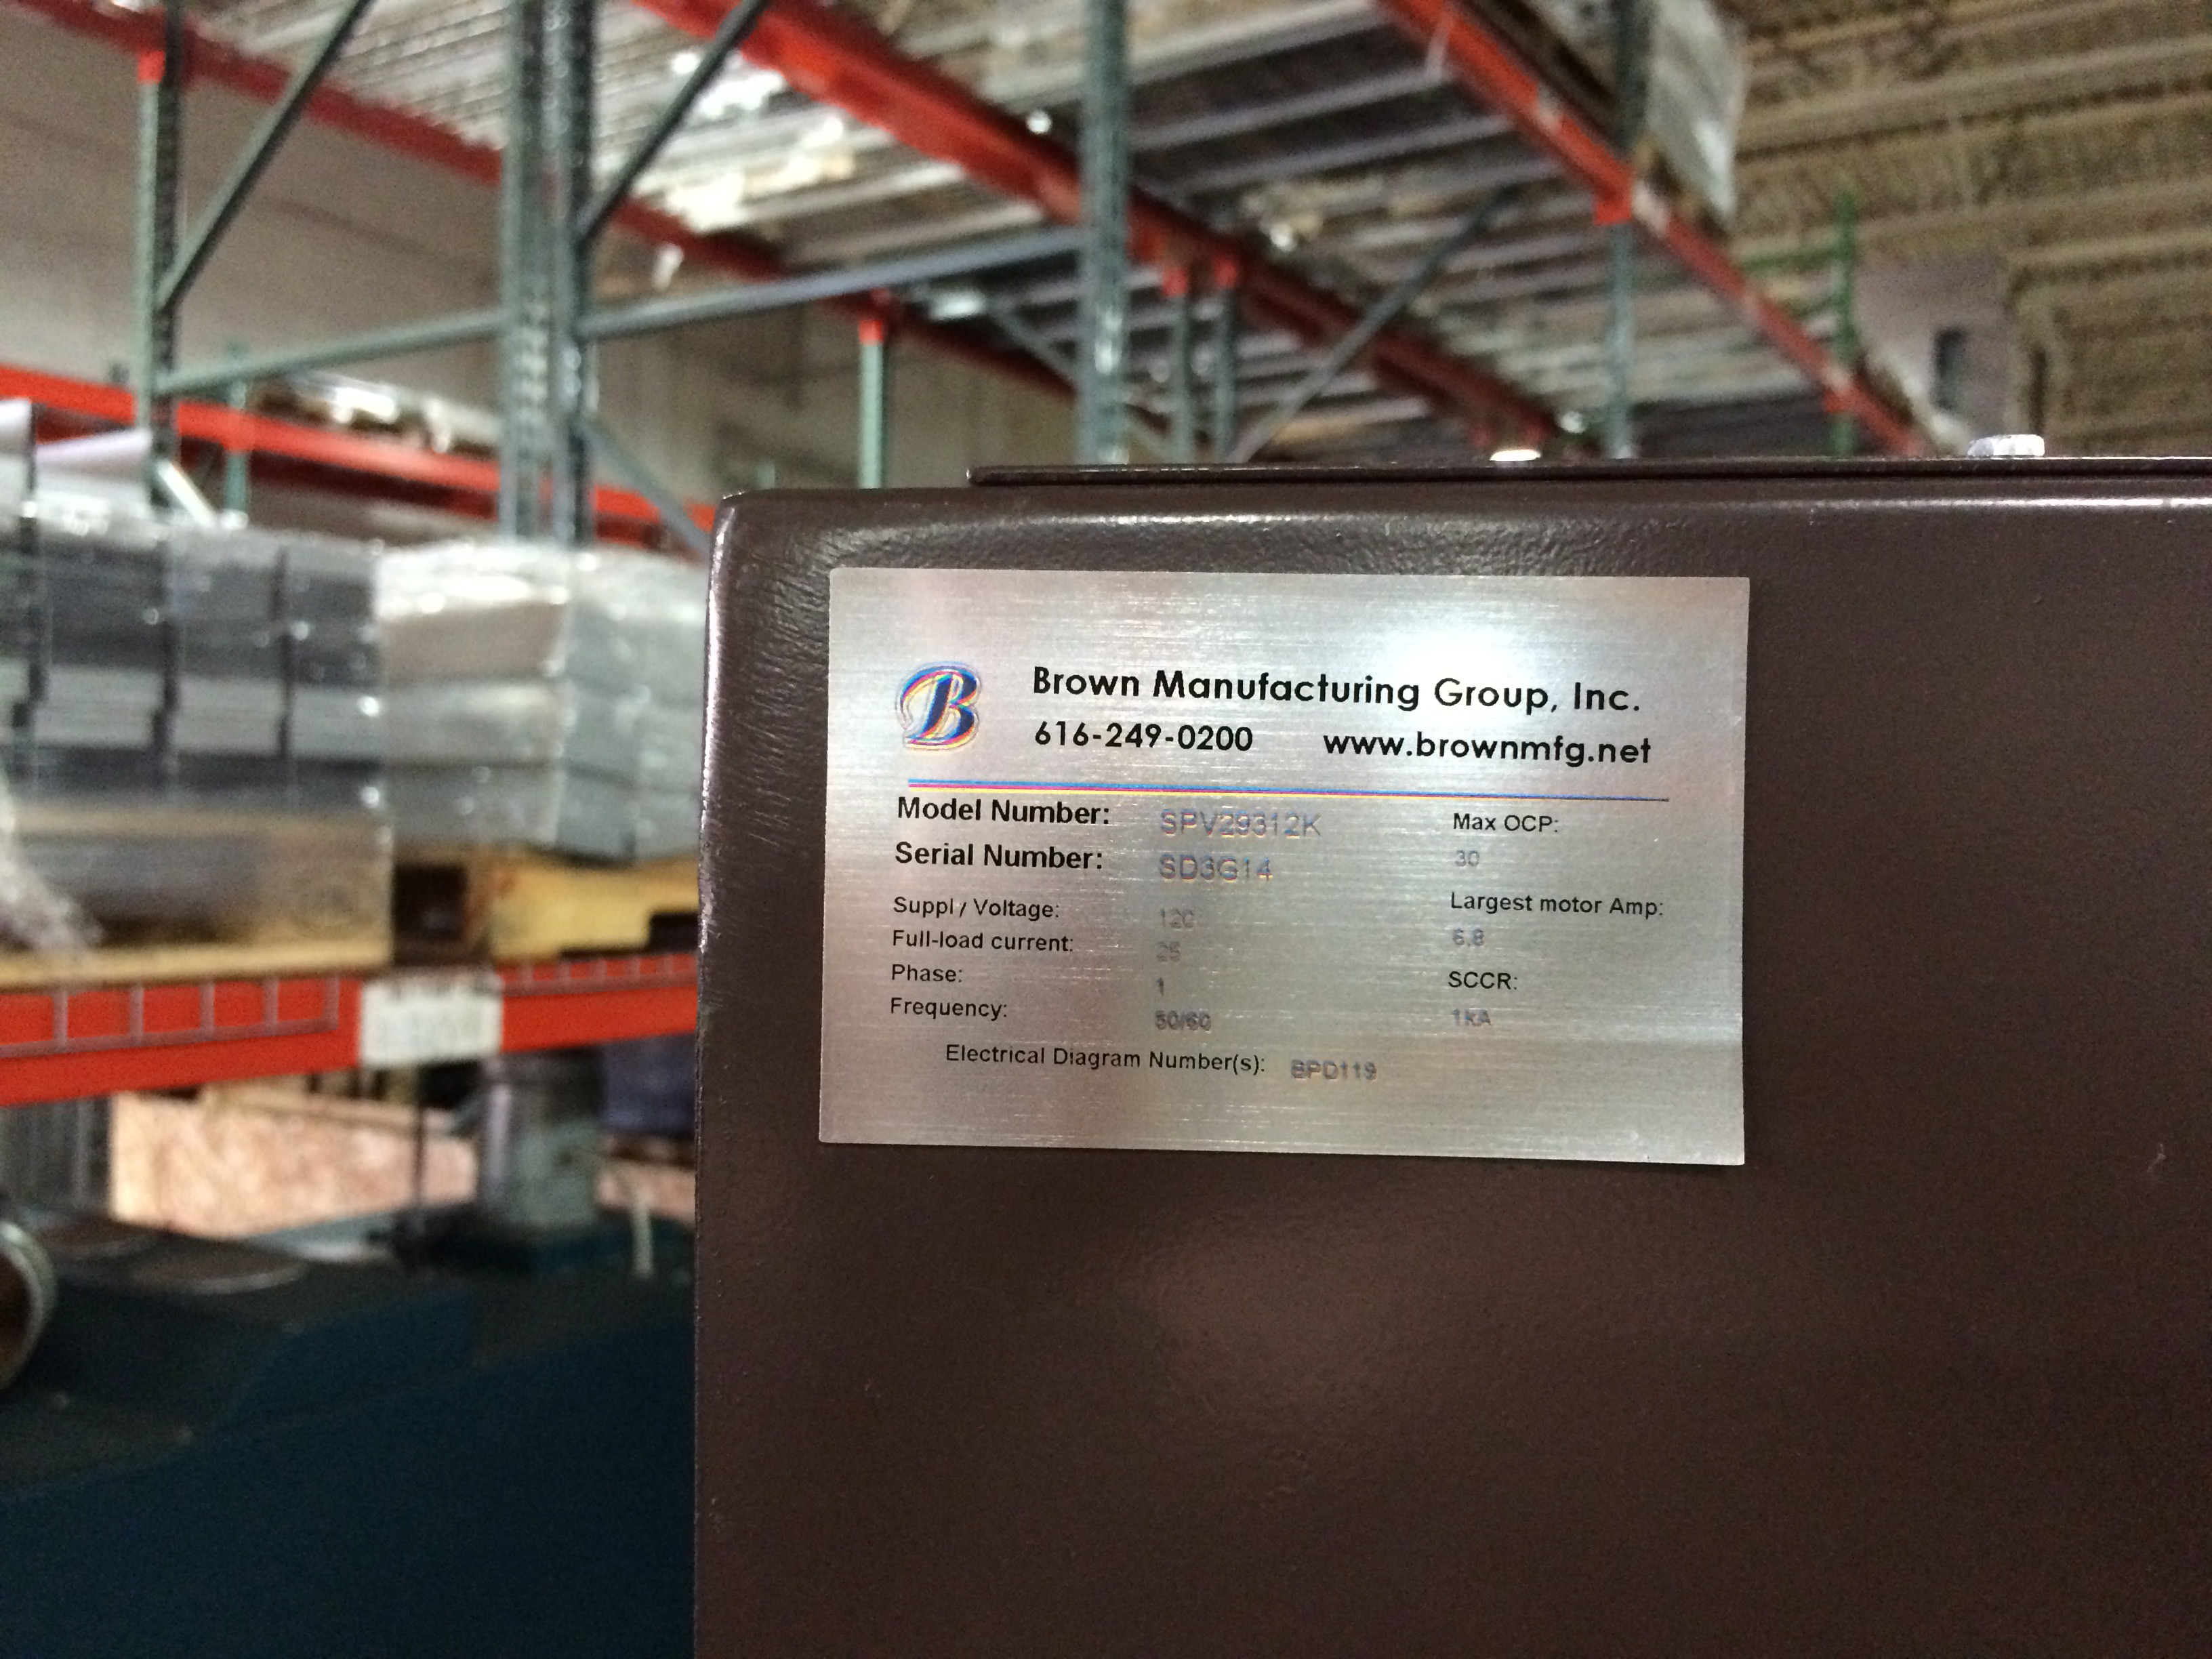 B
Brown Manufacturing Group, Inc.
616-249-0200 www.brownmfg.net
Model Number: SPVZ9312K
Serial Number: SD3G14
Supply Voltage: 120
Full-load current: 25
Phase: 1
Frequency: 50/60
Max OCP:
30
Largest motor Amp:
6.8
SCCR:
1kA
Electrical Diagram Number(s): BPD119